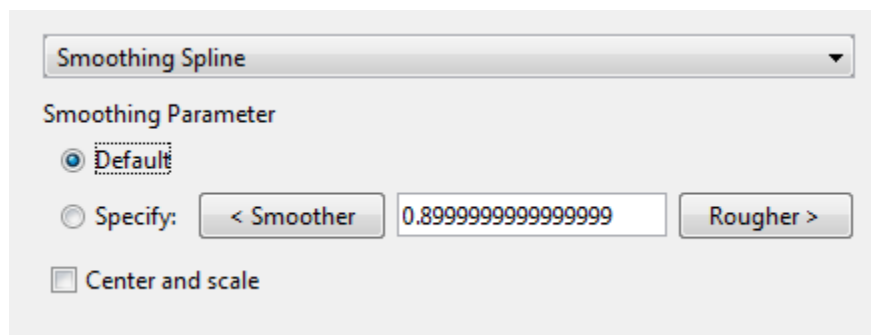 Smoothing Spline
Smoothing Parameter
Default
Specify: < Smoother 0.8999999999999999 Rougher >
Center and scale